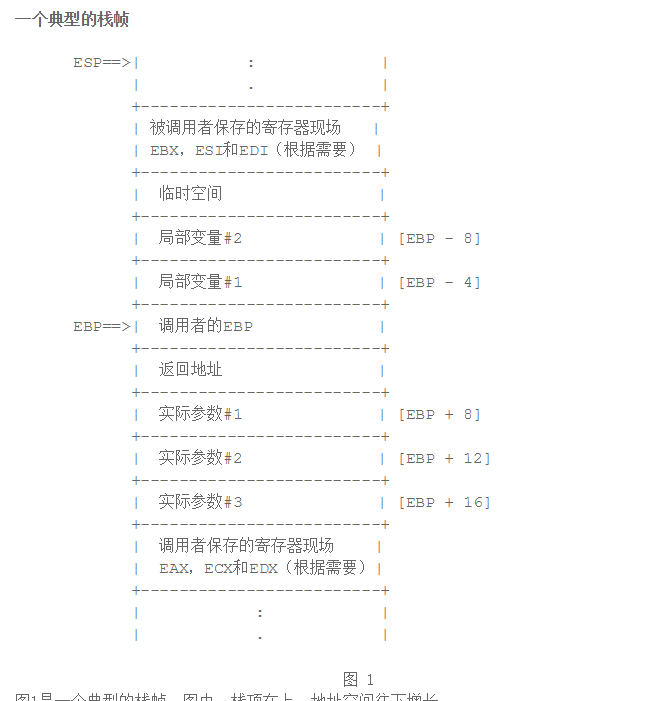 一个典型的栈帧
ESP==>|           :             |
|           .             |
+-------------------------+
| 被调用者保存的寄存器现场   |
| EBX，ESI和EDI（根据需要）  |
+-------------------------+
|  临时空间                |
+-------------------------+
|  局部变量#2              | [EBP - 8]
+-------------------------+
|  局部变量#1              | [EBP - 4]
+-------------------------+
EBP==>|  调用者的EBP             |
+-------------------------+
|  返回地址                |
+-------------------------+
|  实际参数#1              | [EBP + 8]
+-------------------------+
|  实际参数#2              | [EBP + 12]
+-------------------------+
|  实际参数#3              | [EBP + 16]
+-------------------------+
|  调用者保存的寄存器现场    |
|  EAX，ECX和EDX（根据需要）|
+-------------------------+
|            :            |
|            .            |
图 1
图1是一个典型的栈帧，图中，栈顶在上，地址空间往下增长